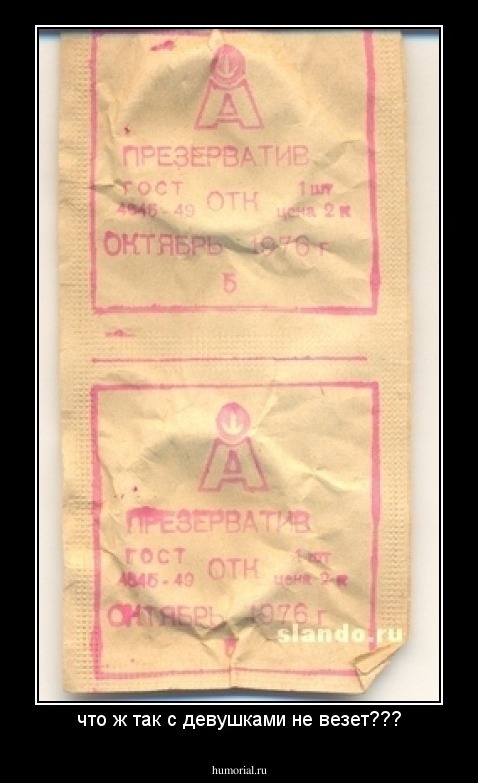 А
ПРЕЗЕРВАТИВ
ГОСТ ОТК 1 шт
4645-49 цена 2 к
ОКТЯБРЬ 1976 г
Б
А
ПРЕЗЕРВАТИВ
ГОСТ ОТК 1 шт
4645-49 цена 2 к
ОКТЯБРЬ 1976 г
slando.ru
что ж так с девушками не везет???
humorial.ru